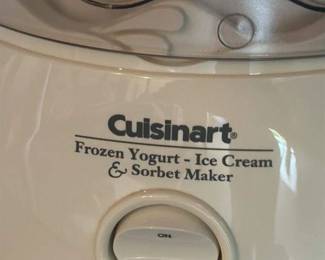 Cuisinart®
Frozen Yogurt - Ice Cream
& Sorbet Maker
ON